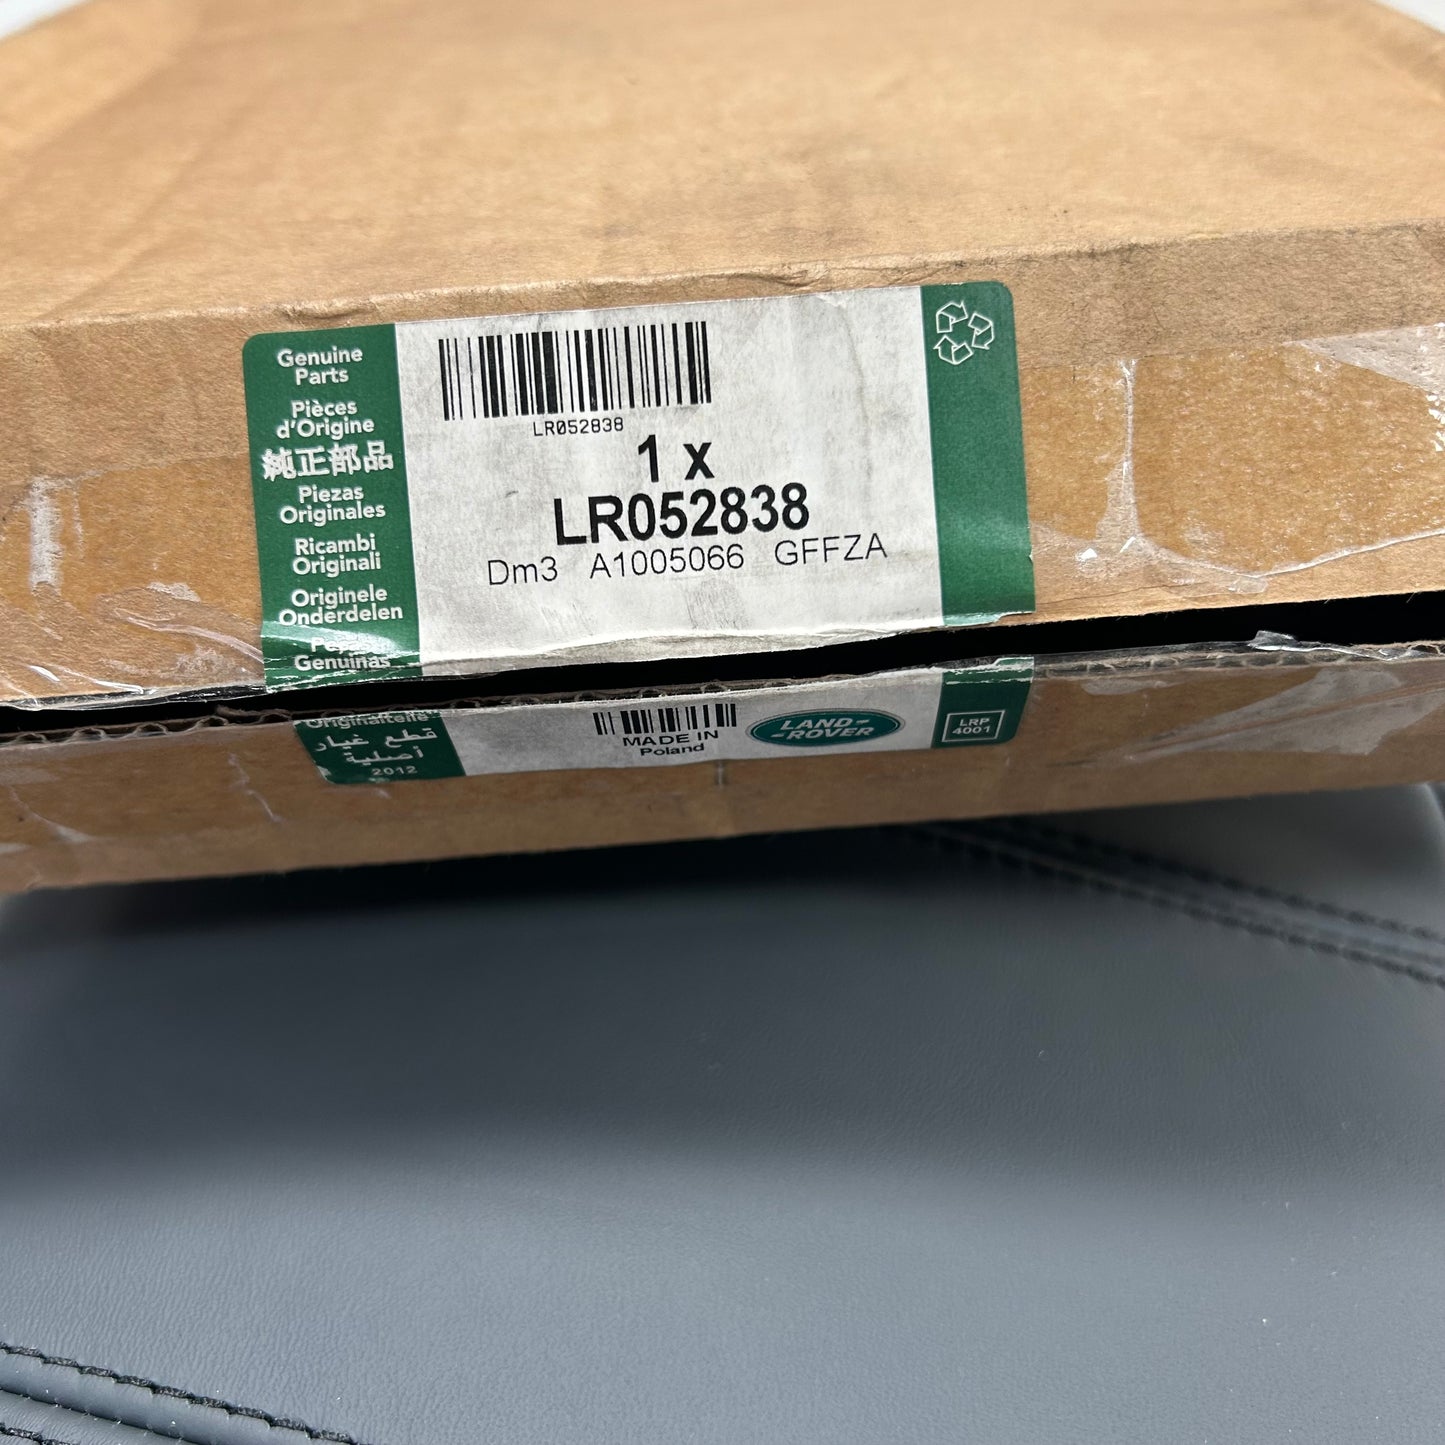 Genuine
Parts
Pièces
d'Origine
純正部品
Piezas
Originales
Ricambi
Originali
Originele
Onderdelen
Genuinas
Originalteile
قطع غيار
أصلية
2012
LR052838
1 x
LR052838
Dm3 A1005066 GFFZA
MADE IN
Poland
LAND-
-ROVER
LRP
4001